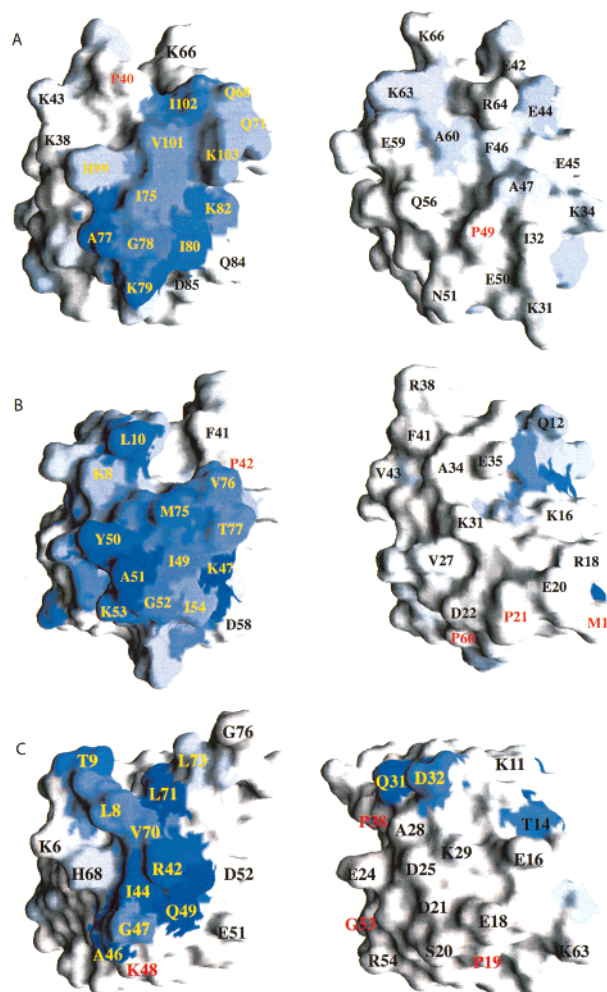 A
K66
P40
K43
I102
Q68
Q71
K38
V101
K103
H99
I75
K82
A77
G78
I80
Q84
K79
D85
K66
E42
K63
R64
E44
E59
A60
F46
E45
A47
K34
Q56
P49
I32
E50
N51
K31
B
L10
F41
P42
K8
V76
M75
T77
Y50
I49
K47
A51
G52
I54
K53
D58
R38
Q12
F41
A34
E35
V43
K31
K16
V27
R18
E20
D22
P21
M1
P60
C
G76
T9
L73
L71
L8
V70
K6
R42
H68
D52
I44
Q49
G47
E51
A46
K48
K11
Q31
D32
P38
T14
A28
K29
E16
E24
D25
D21
E18
G53
S20
K63
R54
P19